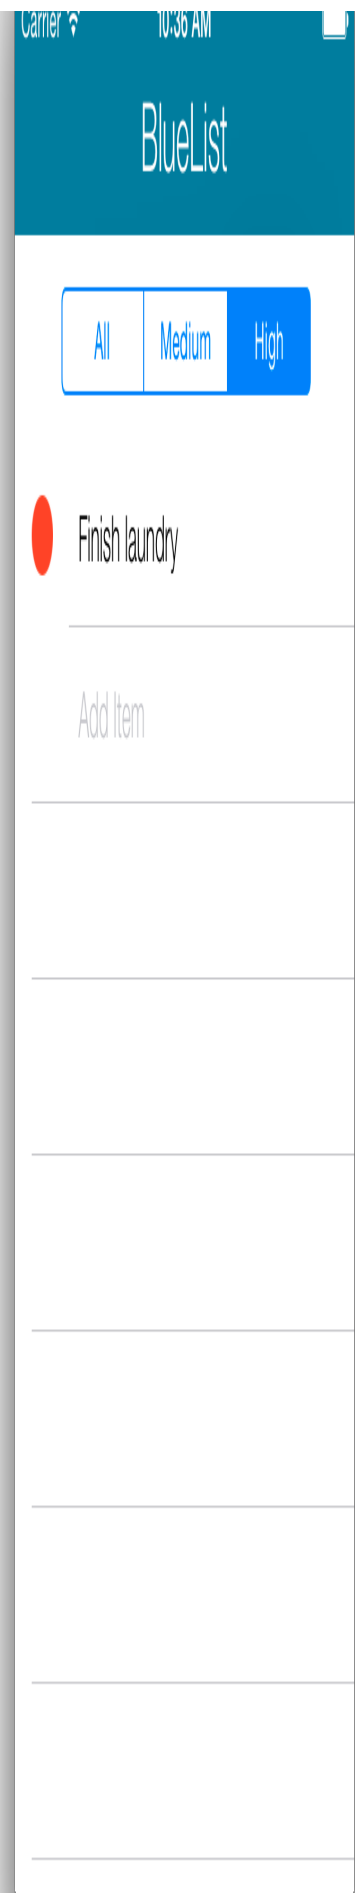 Carrier 10:36 AM
BlueList
All Medium High
Finish laundry
Add Item